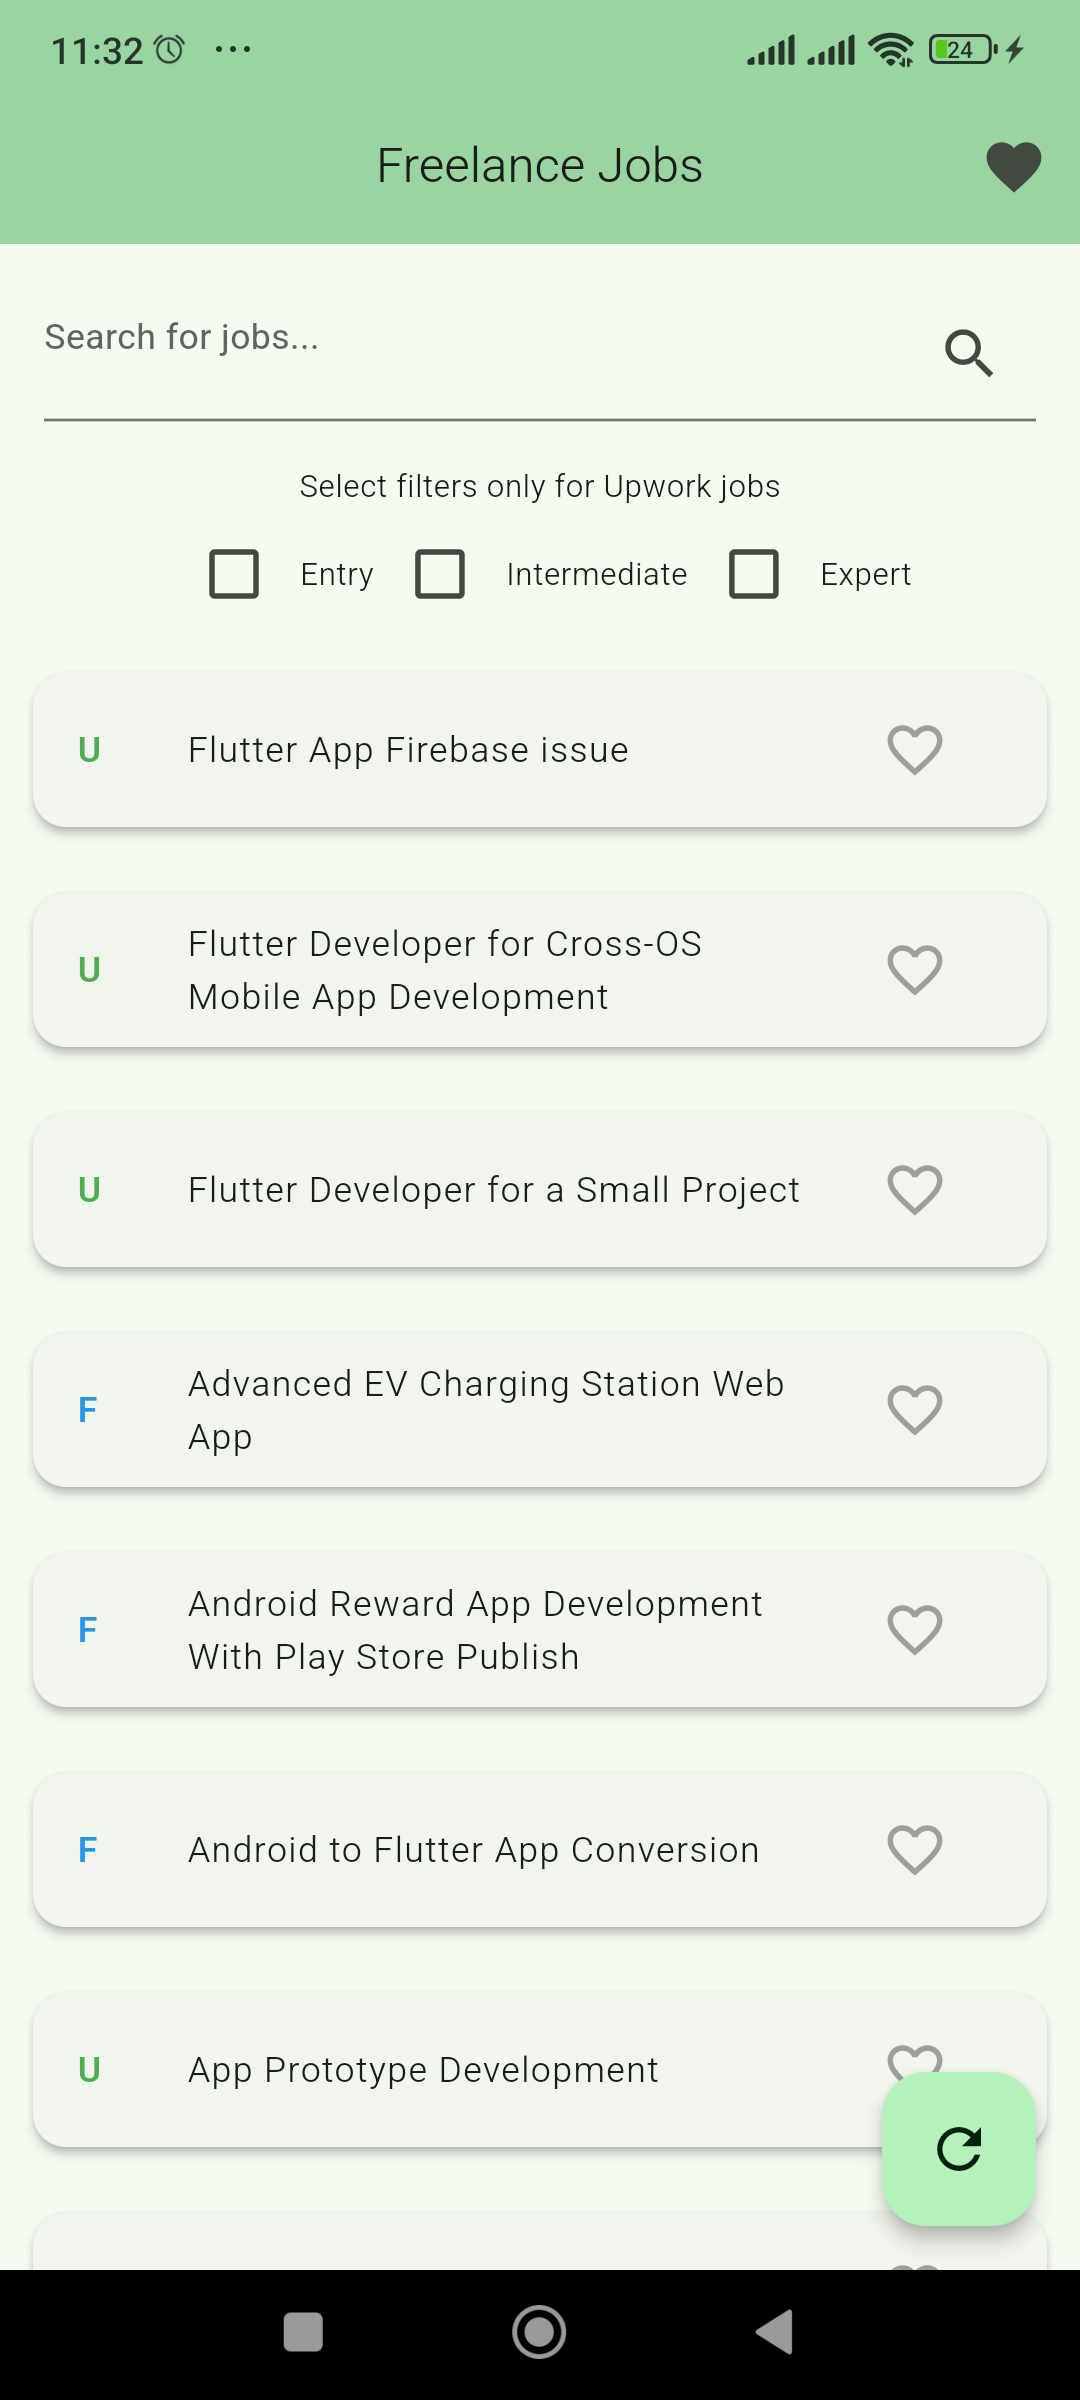 11:32
24
Freelance Jobs
Search for jobs...
Select filters only for Upwork jobs
Entry Intermediate Expert
U Flutter App Firebase issue
U Flutter Developer for Cross-OS
Mobile App Development
U Flutter Developer for a Small Project
F Advanced EV Charging Station Web
App
F Android Reward App Development
With Play Store Publish
F Android to Flutter App Conversion
U App Prototype Development